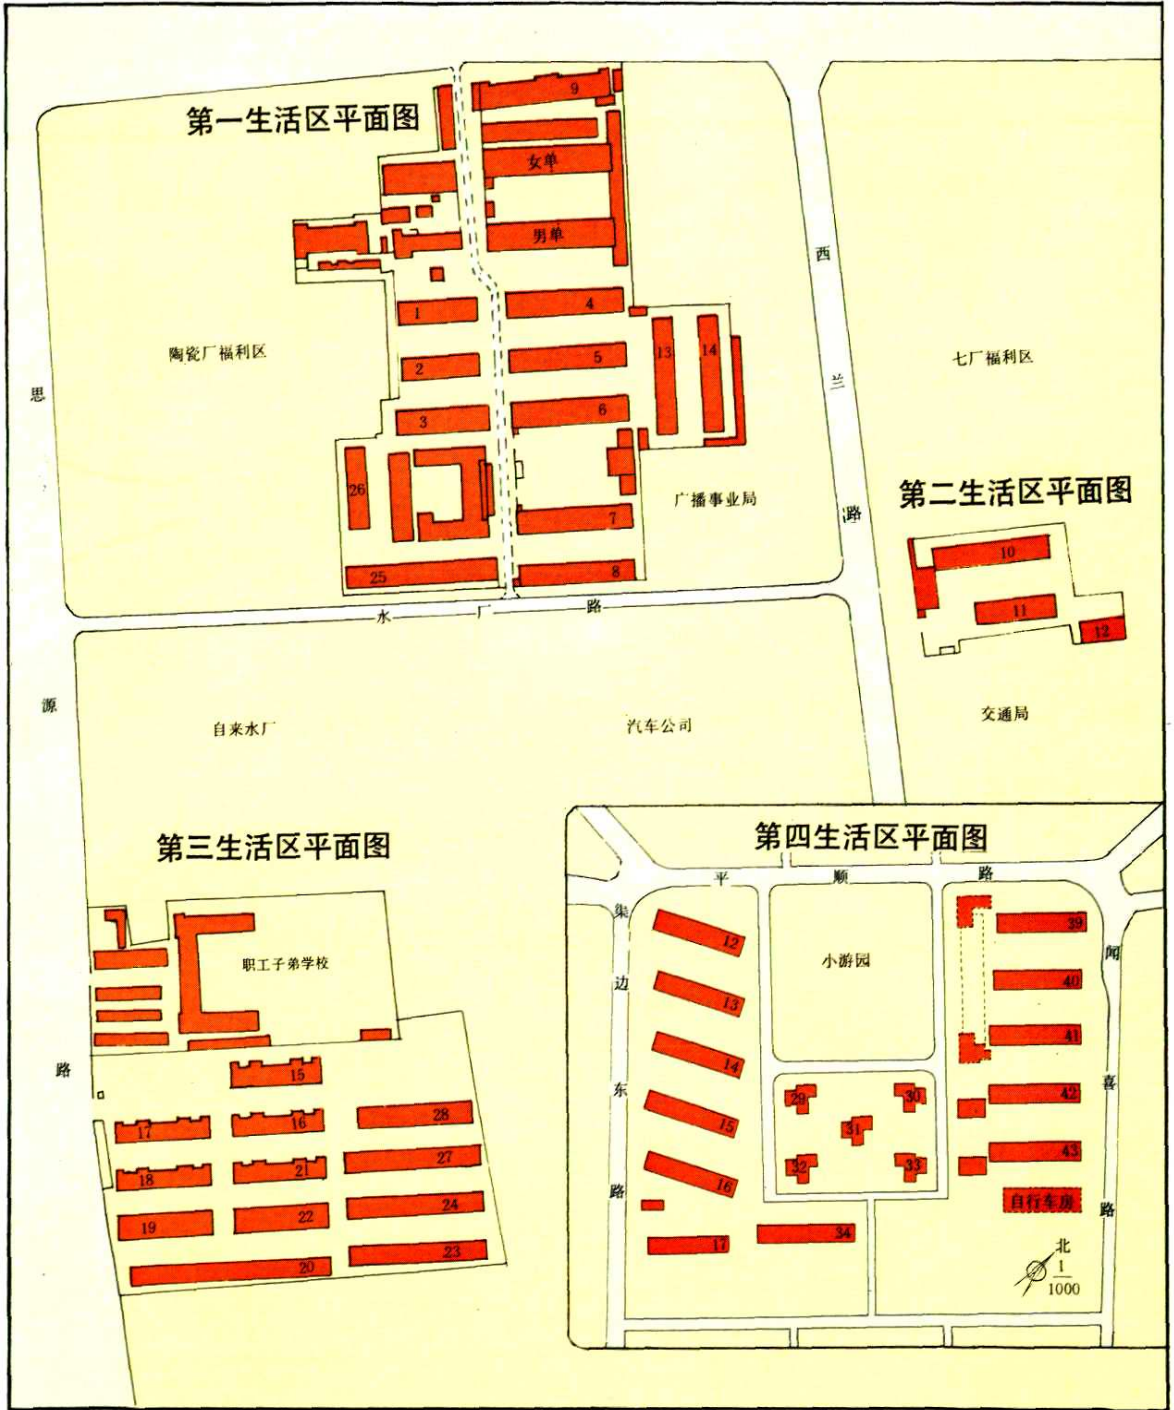 第一生活区平面图
9
女单
男单
1
4
2
5
3
6
13
14
26
7
25
8
陶瓷厂福利区
广播事业局
七厂福利区
西兰路
思源路
水厂路
第二生活区平面图
10
11
12
交通局
自来水厂
汽车公司
第三生活区平面图
职工子弟学校
15
17
16
28
18
21
27
19
22
24
20
23
第四生活区平面图
平顺路
渠边东路
闻喜路
小游园
12
13
14
15
16
17
34
29
30
31
32
33
39
40
41
42
43
自行车房
北
1
1000